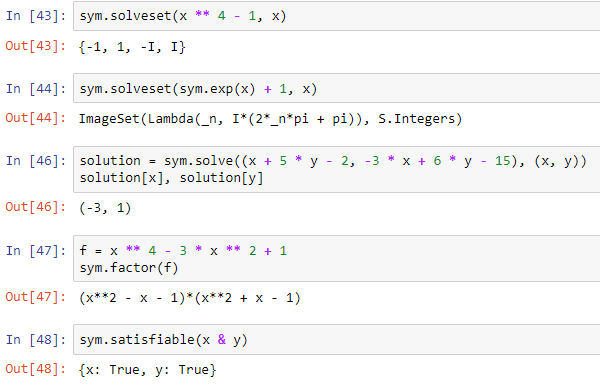 In [43]: sym.solveset(x ** 4 - 1, x)
Out[43]: {-1, 1, -I, I}
In [44]: sym.solveset(sym.exp(x) + 1, x)
Out[44]: ImageSet(Lambda(_n, I*(2*_n*pi + pi)), S.Integers)
In [46]: solution = sym.solve((x + 5 * y - 2, -3 * x + 6 * y - 15), (x, y))
solution[x], solution[y]
Out[46]: (-3, 1)
In [47]: f = x ** 4 - 3 * x ** 2 + 1
sym.factor(f)
Out[47]: (x**2 - x - 1)*(x**2 + x - 1)
In [48]: sym.satisfiable(x & y)
Out[48]: {x: True, y: True}